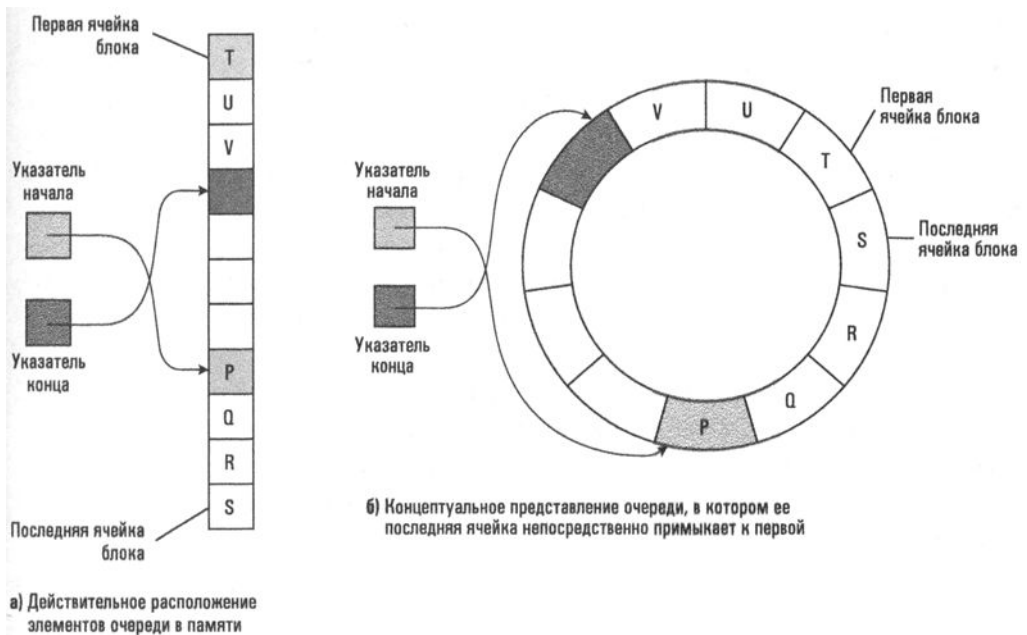 Первая ячейка
блока
T
U
V
Указатель
начала
Указатель
конца
P
Q
R
S
Последняя ячейка
блока
а) Действительное расположение
элементов очереди в памяти
V
U
T
S
R
Q
P
Первая
ячейка блока
Последняя
ячейка блока
Указатель
начала
Указатель
конца
б) Концептуальное представление очереди, в котором ее
последняя ячейка непосредственно примыкает к первой